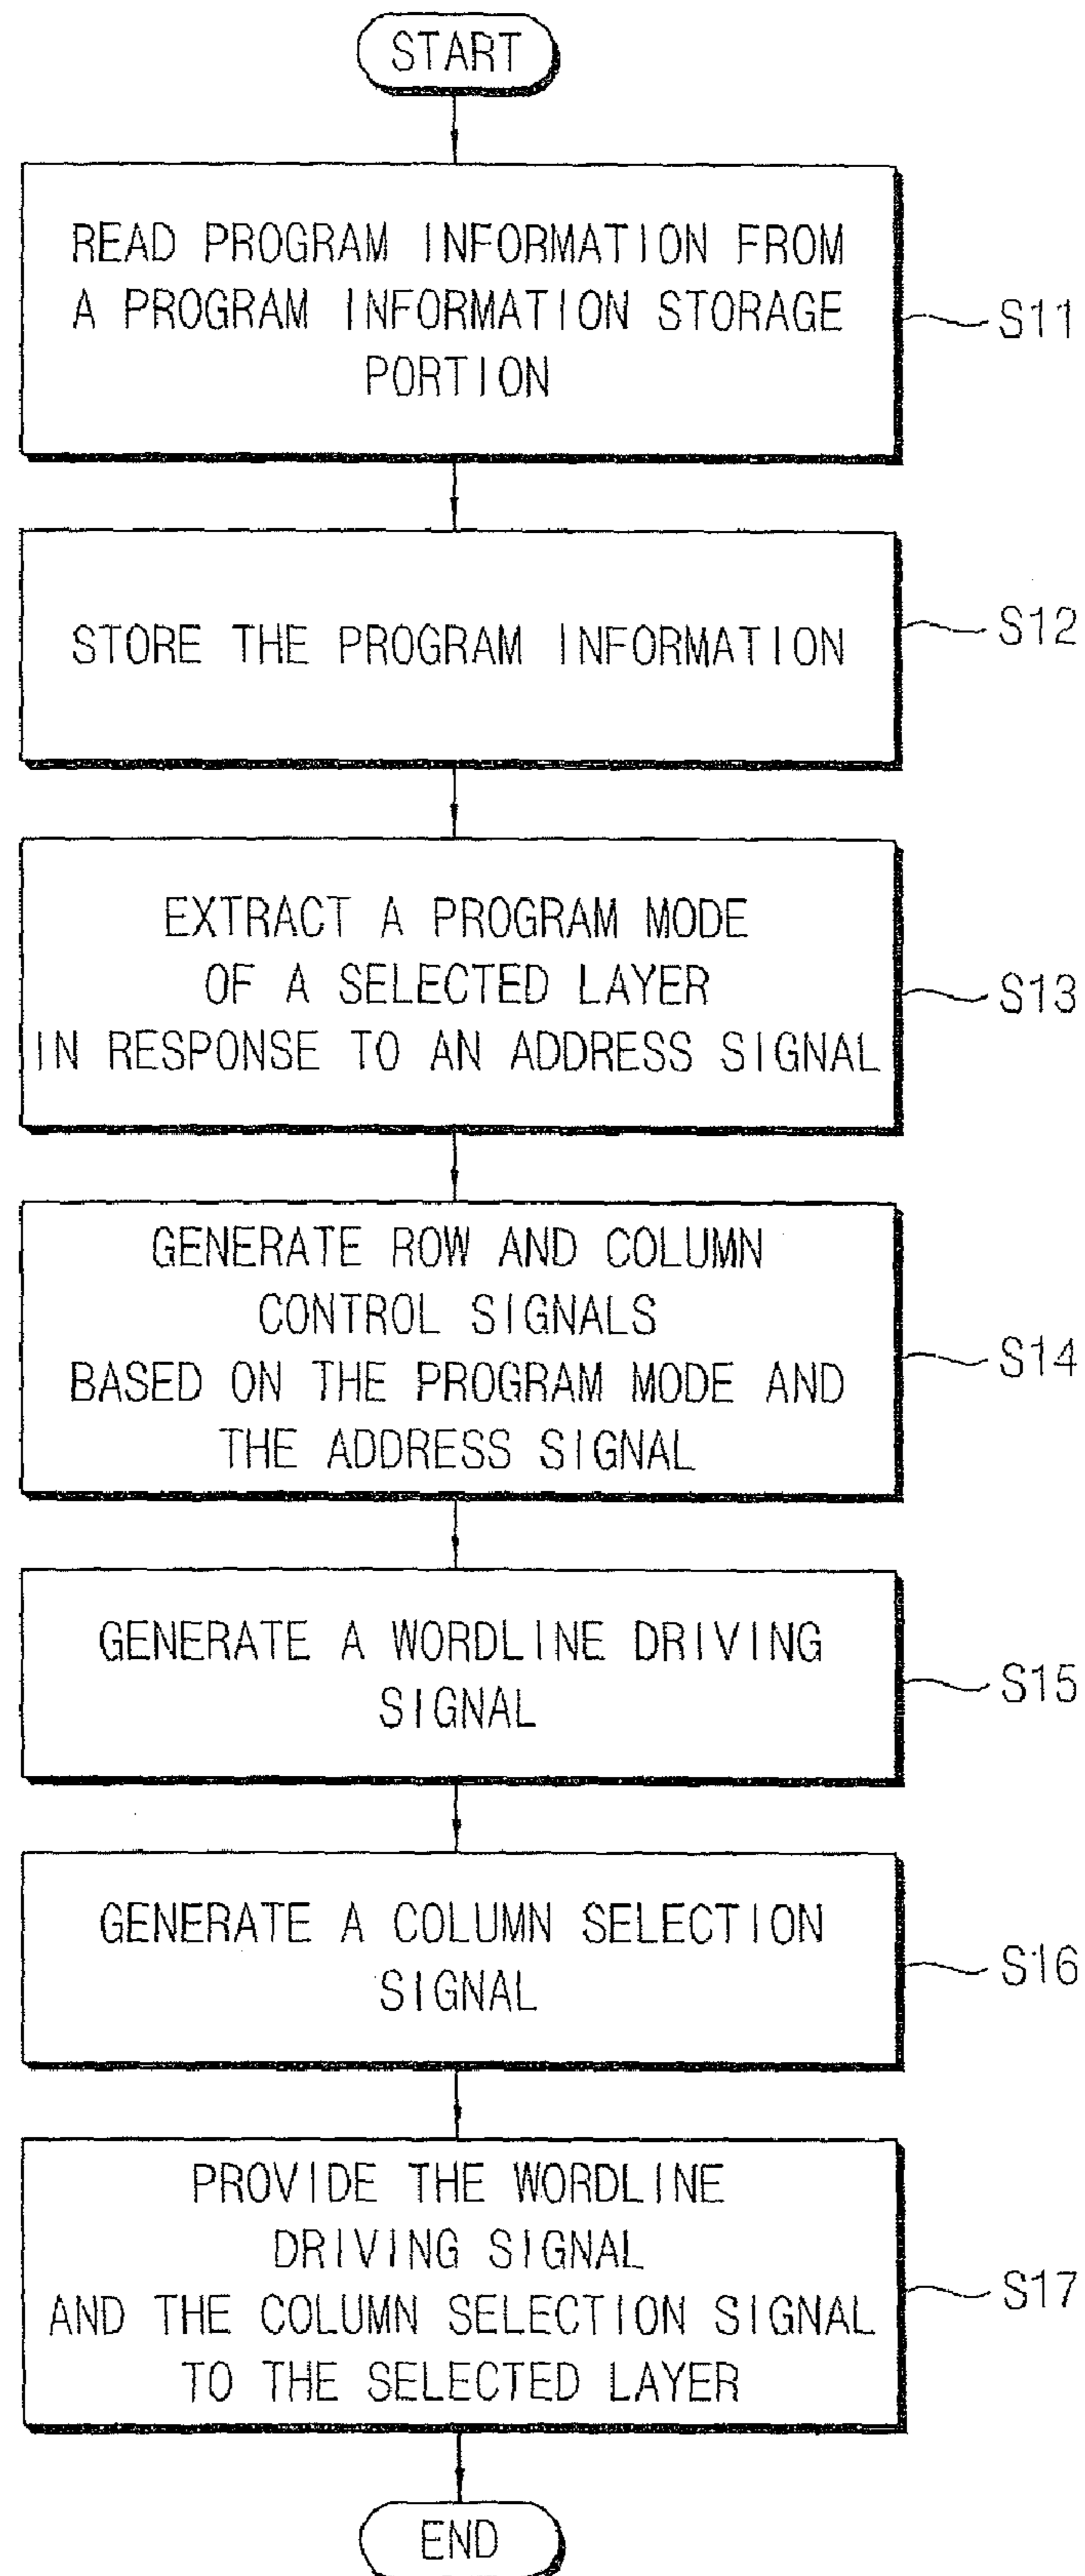 START
READ PROGRAM INFORMATION FROM
A PROGRAM INFORMATION STORAGE
PORTION
S11
STORE THE PROGRAM INFORMATION
S12
EXTRACT A PROGRAM MODE
OF A SELECTED LAYER
IN RESPONSE TO AN ADDRESS SIGNAL
S13
GENERATE ROW AND COLUMN
CONTROL SIGNALS
BASED ON THE PROGRAM MODE AND
THE ADDRESS SIGNAL
S14
GENERATE A WORDLINE DRIVING
SIGNAL
S15
GENERATE A COLUMN SELECTION
SIGNAL
S16
PROVIDE THE WORDLINE
DRIVING SIGNAL
AND THE COLUMN SELECTION SIGNAL
TO THE SELECTED LAYER
S17
END